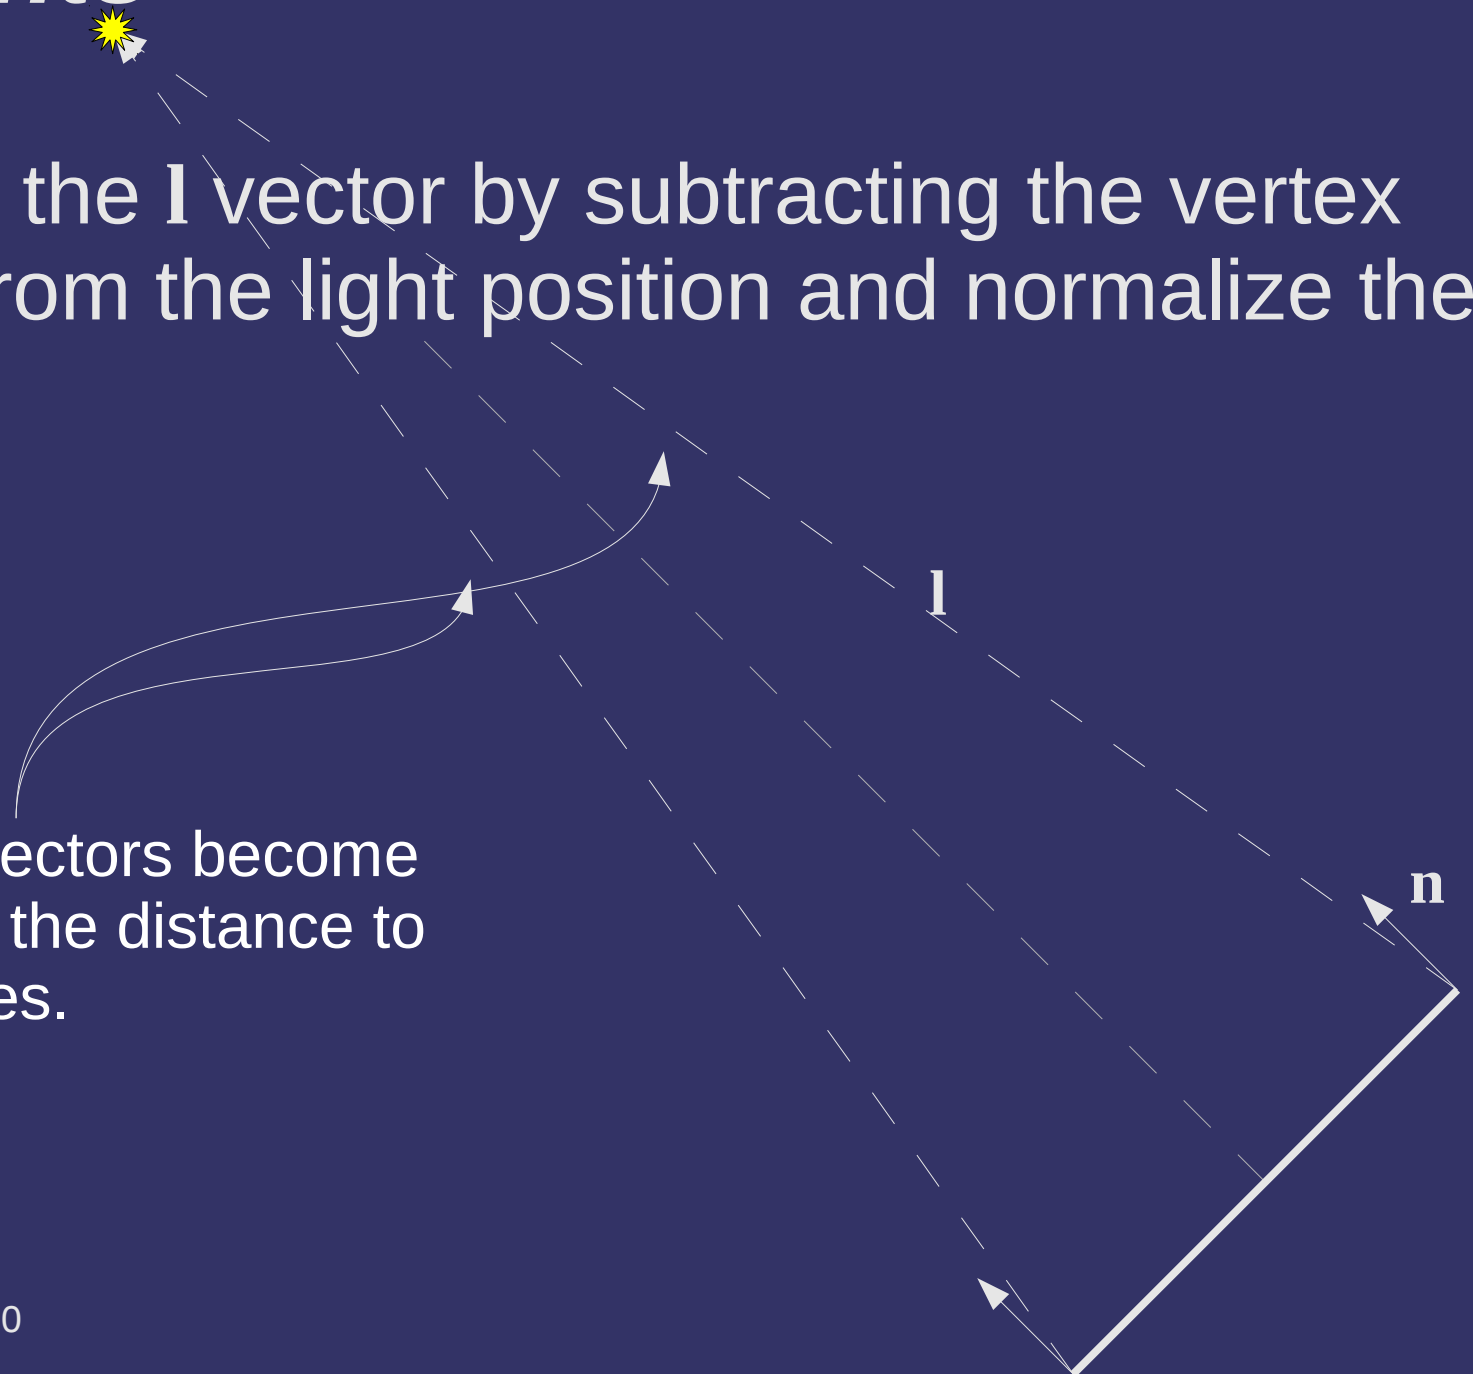 the l vector by subtracting the vertex
rom the light position and normalize the
l
n
ectors become
the distance to
es.
0